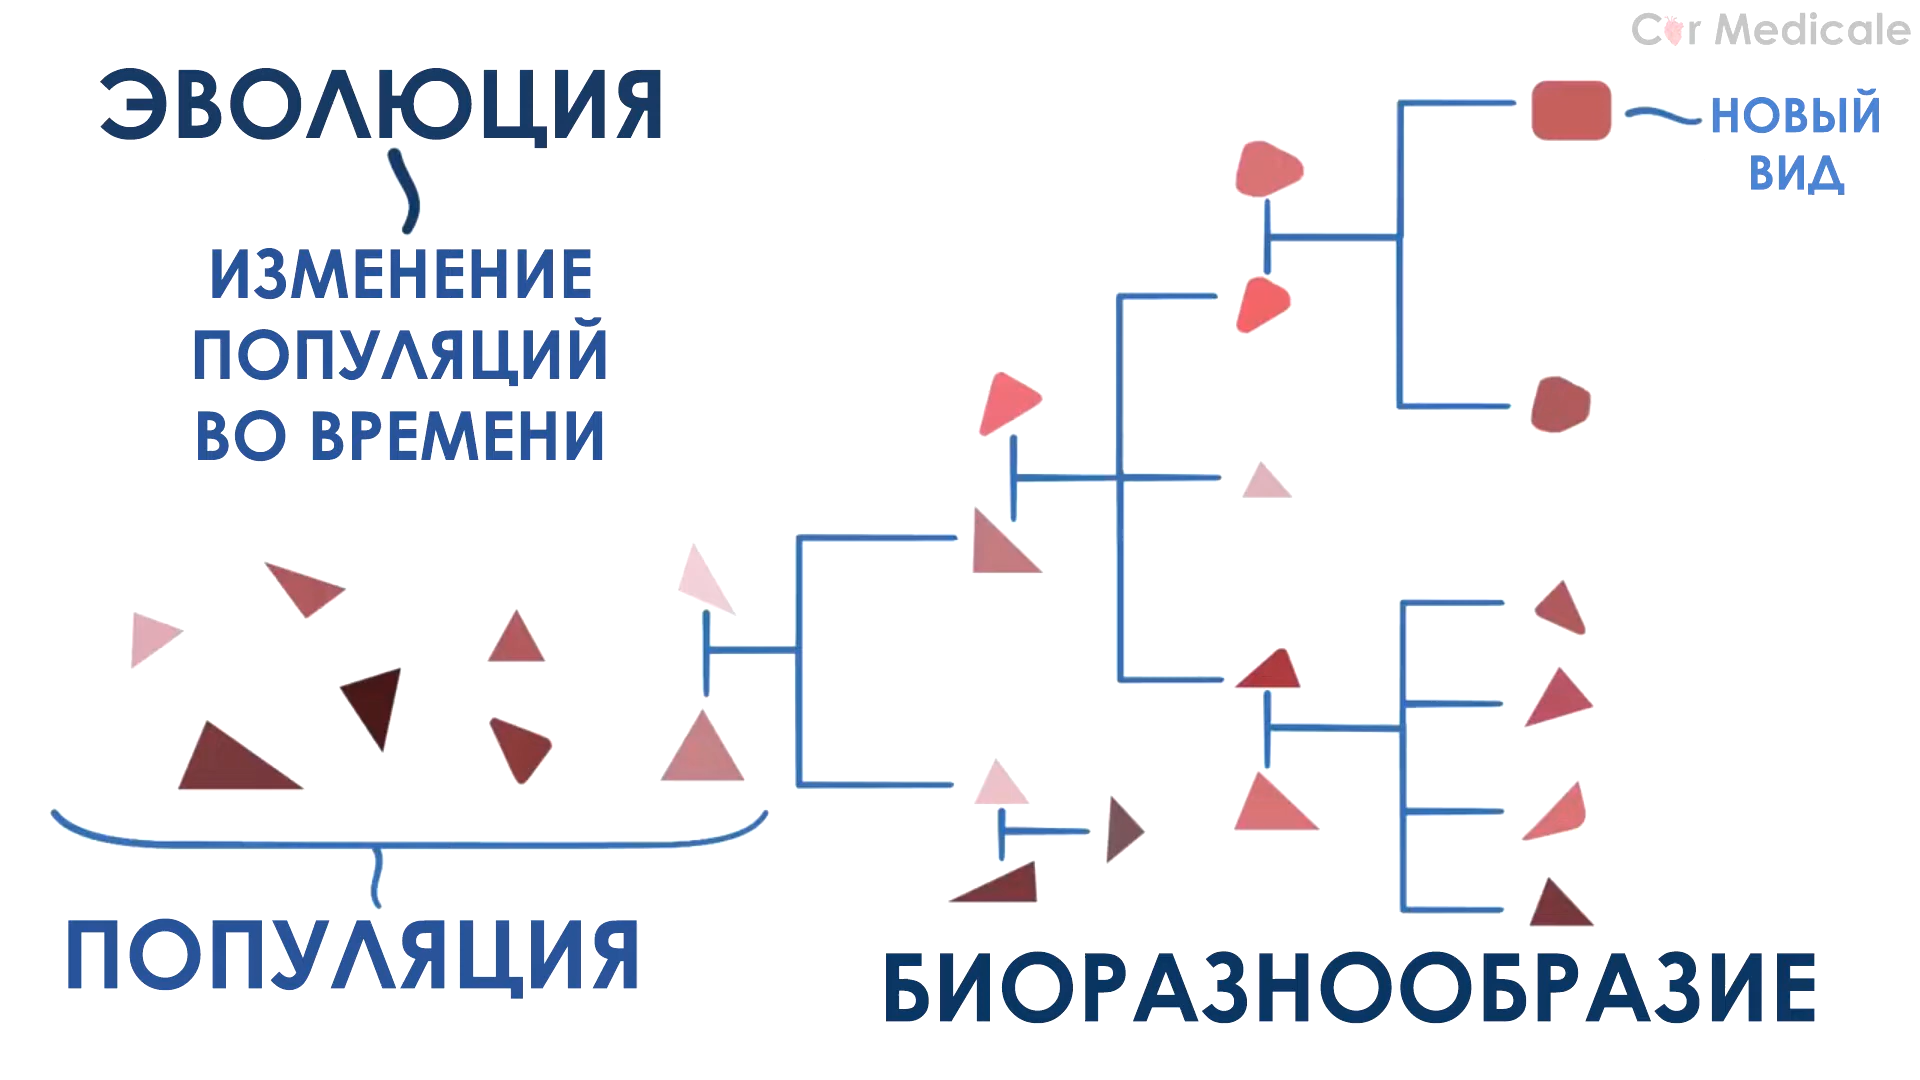 Cor Medicale
ЭВОЛЮЦИЯ
ИЗМЕНЕНИЕ
ПОПУЛЯЦИЙ
ВО ВРЕМЕНИ
НОВЫЙ
ВИД
ПОПУЛЯЦИЯ
БИОРАЗНООБРАЗИЕ